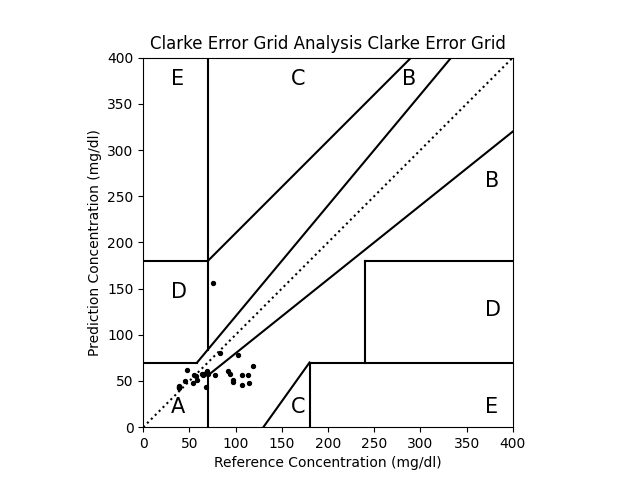 Clarke Error Grid Analysis Clarke Error Grid
400
350
300
250
200
150
100
50
0
Prediction Concentration (mg/dl)
E
C
B
B
D
D
A
C
E
0 50 100 150 200 250 300 350 400
Reference Concentration (mg/dl)